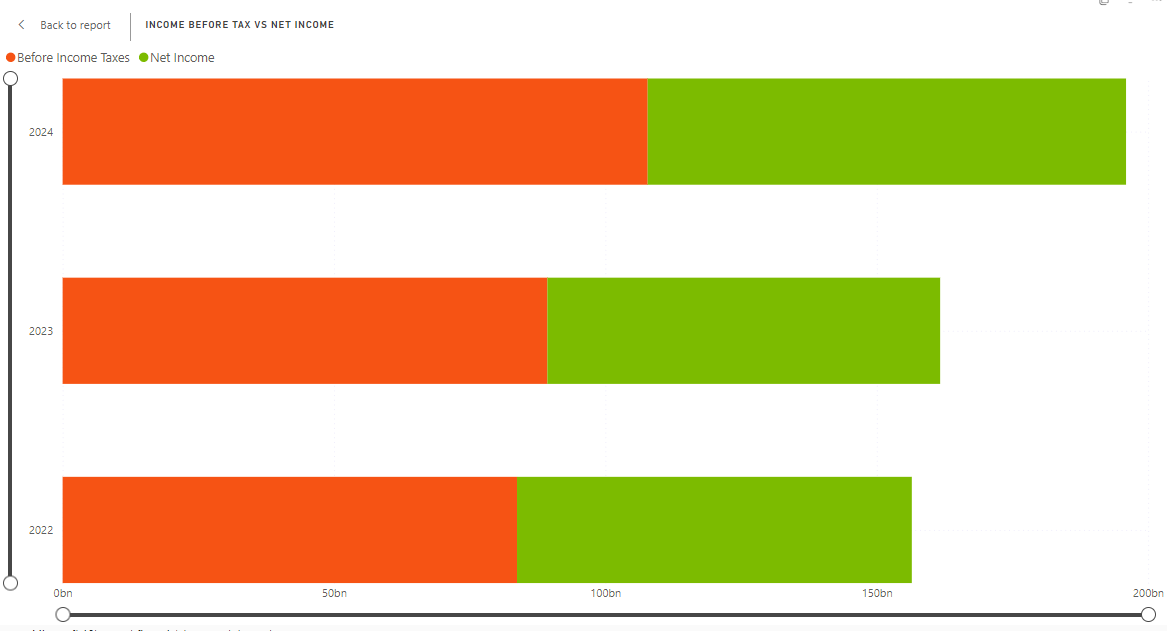 Back to report
INCOME BEFORE TAX VS NET INCOME
Before Income Taxes Net Income
2024
2023
2022
0bn 50bn 100bn 150bn 200bn